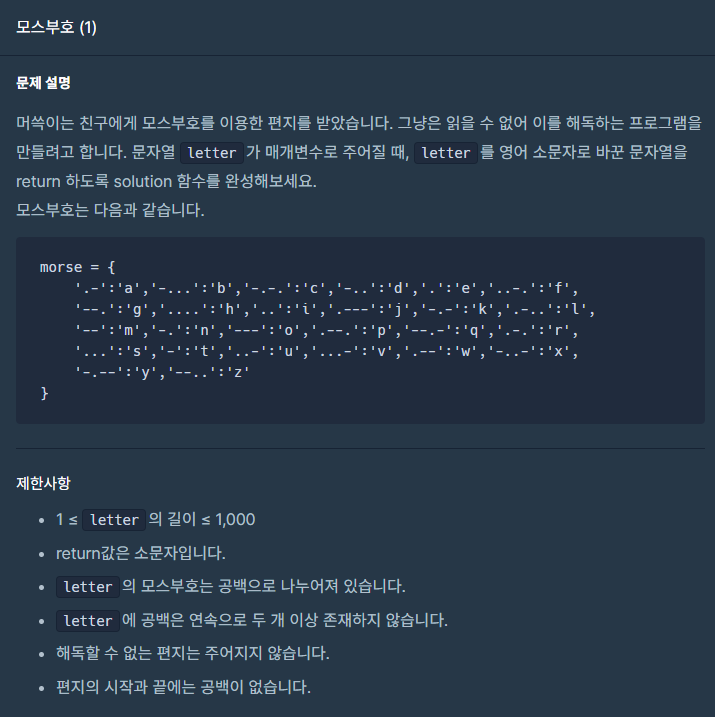 모스부호 (1)
문제 설명
머쓱이는 친구에게 모스부호를 이용한 편지를 받았습니다. 그냥은 읽을 수 없어 이를 해독하는 프로그램을
만들려고 합니다. 문자열 letter 가 매개변수로 주어질 때, letter 를 영어 소문자로 바꾼 문자열을
return 하도록 solution 함수를 완성해보세요.
모스부호는 다음과 같습니다.
morse = {
    '.-':'a','-...':'b','-.-.':'c','-..':'d','.':'e','..-.':'f',
    '--.':'g','....':'h','..':'i','.---':'j','-.-':'k','.-..':'l',
    '--':'m','-.':'n','---':'o','.--.':'p','--.-':'q','.-.':'r',
    '...':'s','-':'t','..-':'u','...-':'v','.--':'w','-..-':'x',
    '-.--':'y','--..':'z'
}
제한사항
• 1 ≤ letter 의 길이 ≤ 1,000
• return값은 소문자입니다.
• letter 의 모스부호는 공백으로 나누어져 있습니다.
• letter 에 공백은 연속으로 두 개 이상 존재하지 않습니다.
• 해독할 수 없는 편지는 주어지지 않습니다.
• 편지의 시작과 끝에는 공백이 없습니다.